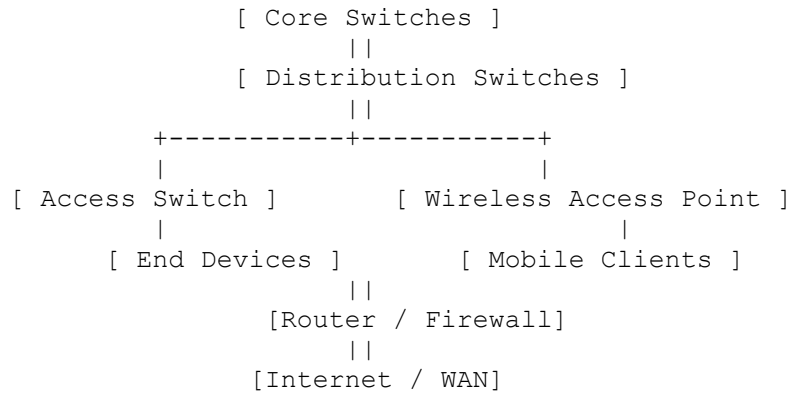 [ Core Switches ]
||
[ Distribution Switches ]
||
+-----------+-----------+
| |
[ Access Switch ] [ Wireless Access Point ]
| |
[ End Devices ] [ Mobile Clients ]
||
[Router / Firewall]
||
[Internet / WAN]